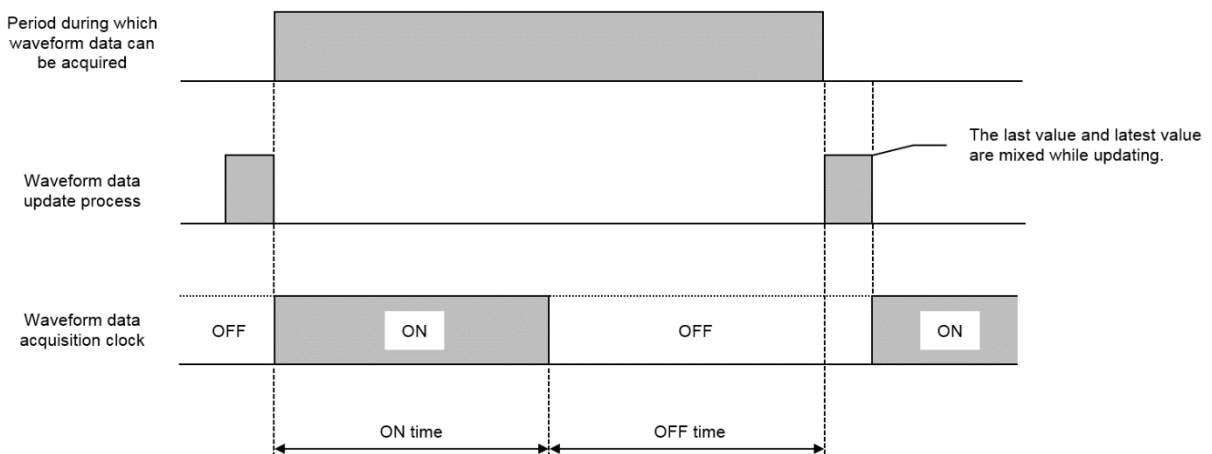 Period during which
waveform data can
be acquired
The last value and latest value
are mixed while updating.
Waveform data
update process
Waveform data
acquisition clock
OFF
ON
OFF
ON
ON time
OFF time